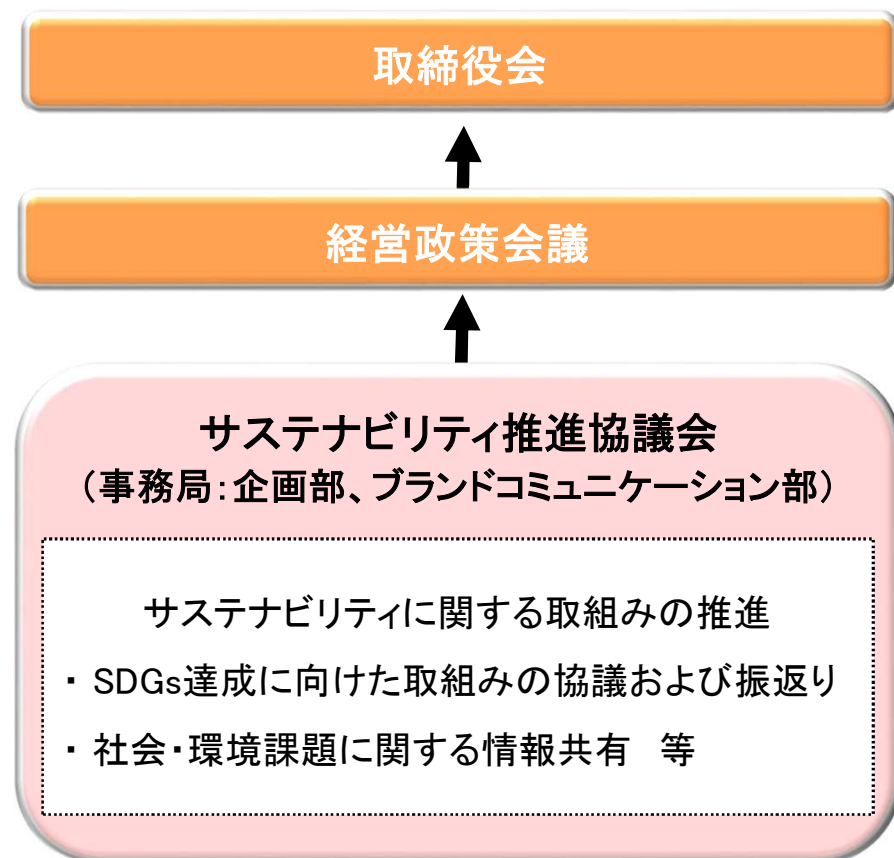 取締役会
経営政策会議
サステナビリティ推進協議会
（事務局：企画部、ブランドコミュニケーション部）
サステナビリティに関する取組みの推進
・ SDGs達成に向けた取組みの協議および振返り
・ 社会・環境課題に関する情報共有　等